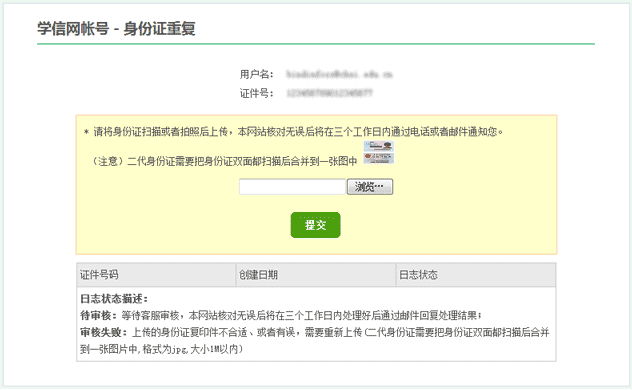 学信网帐号 - 身份证重复
用户名：
证件号：
* 请将身份证扫描或者拍照后上传，本网站核对无误后将在三个工作日内通过电话或者邮件通知您。
（注意）二代身份证需要把身份证双面都扫描后合并到一张图中
浏览…
提交
证件号码 创建日期 日志状态
日志状态描述：
待审核：等待客服审核，本网站核对无误后将在三个工作日内处理好后通过邮件回复处理结果；
审核失败：上传的身份证复印件不合适、或者有误，需要重新上传(二代身份证需要把身份证双面都扫描后合并
到一张图片中,格式为jpg,大小1M以内)